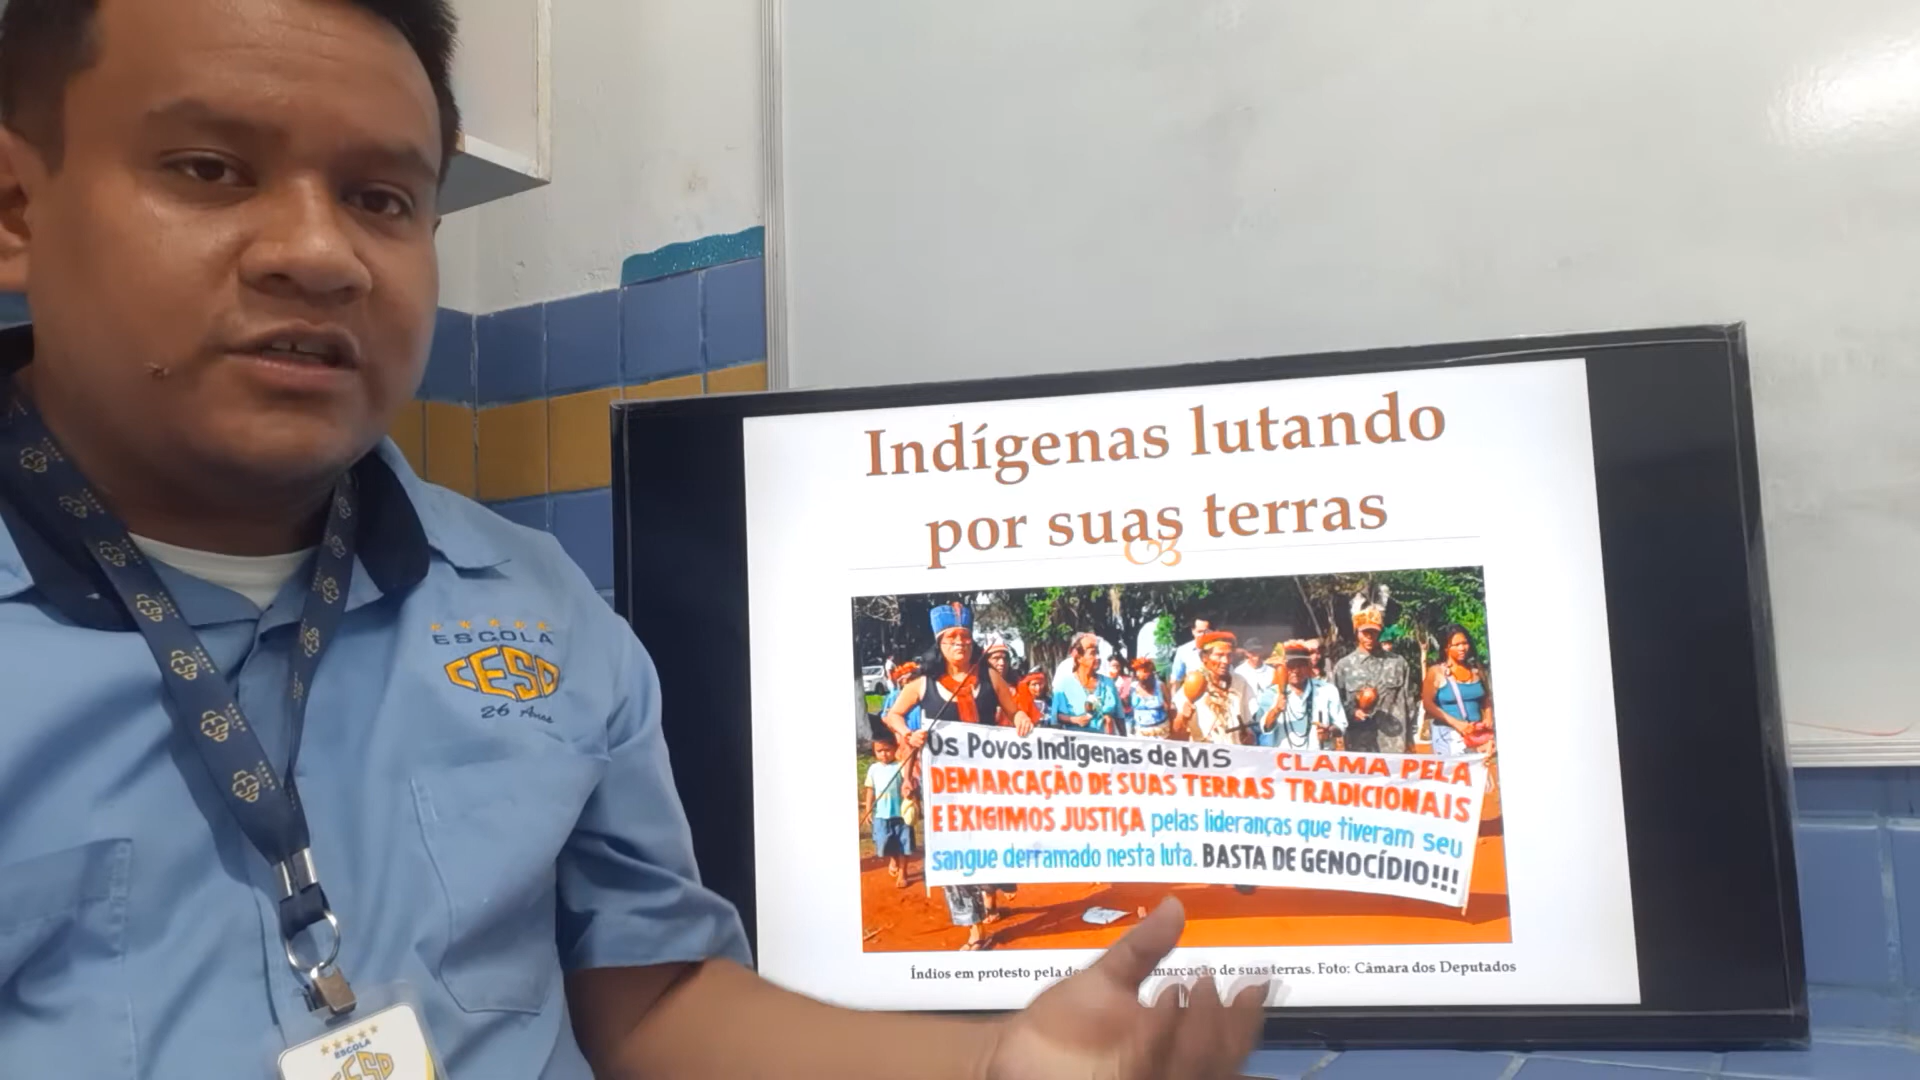 Indígenas lutando
por suas terras
Os Povos Indígenas de MS CLAMA PELA
DEMARCAÇÃO DE SUAS TERRAS TRADICIONAIS
E EXIGIMOS JUSTIÇA pelas lideranças que tiveram seu
sangue derramado nesta luta. BASTA DE GENOCÍDIO!!!
Índios em protesto pela marcação de suas terras. Foto: Câmara dos Deputados
ESCOLA
CESD
26 Anos
ESCOLA
CESD